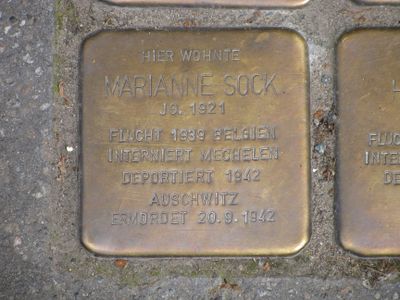 HIER WOHNTE
MARIANNE SOCK
JG. 1921
FLUCHT 1939 BELGIEN
INTERNIERT MECHELEN
DEPORTIERT 1942
AUSCHWITZ
ERMORDET 20.9.1942